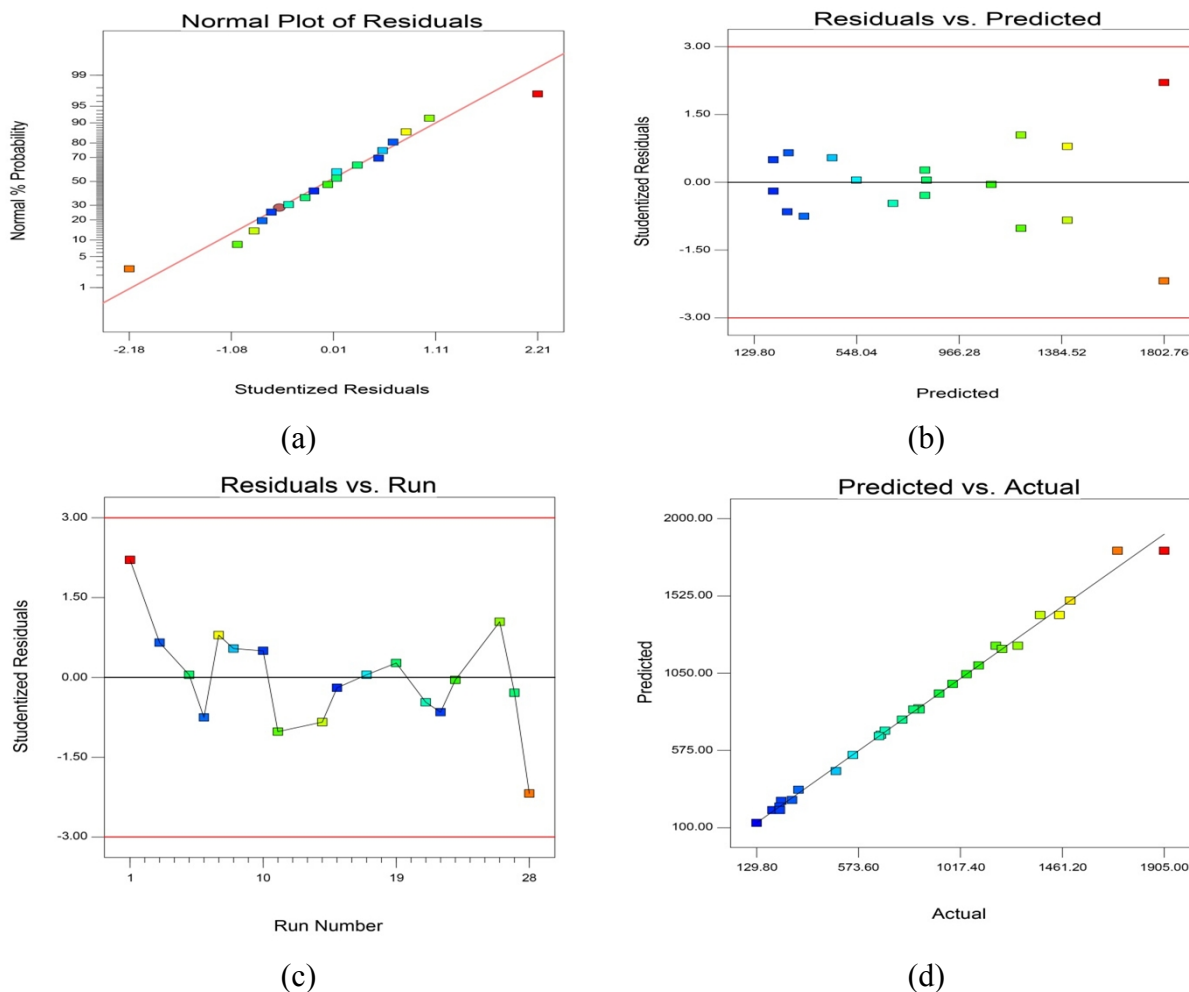 Normal Plot of Residuals
Normal % Probability
99
95
90
80
70
50
30
20
10
5
1
-2.18
-1.08
0.01
1.11
2.21
Studentized Residuals
(a)
Residuals vs. Predicted
Studentized Residuals
3.00
1.50
0.00
-1.50
-3.00
129.80
548.04
966.28
1384.52
1802.76
Predicted
(b)
Residuals vs. Run
Studentized Residuals
3.00
1.50
0.00
-1.50
-3.00
1
10
19
28
Run Number
(c)
Predicted vs. Actual
Predicted
2000.00
1525.00
1050.00
575.00
100.00
129.80
573.60
1017.40
1461.20
1905.00
Actual
(d)